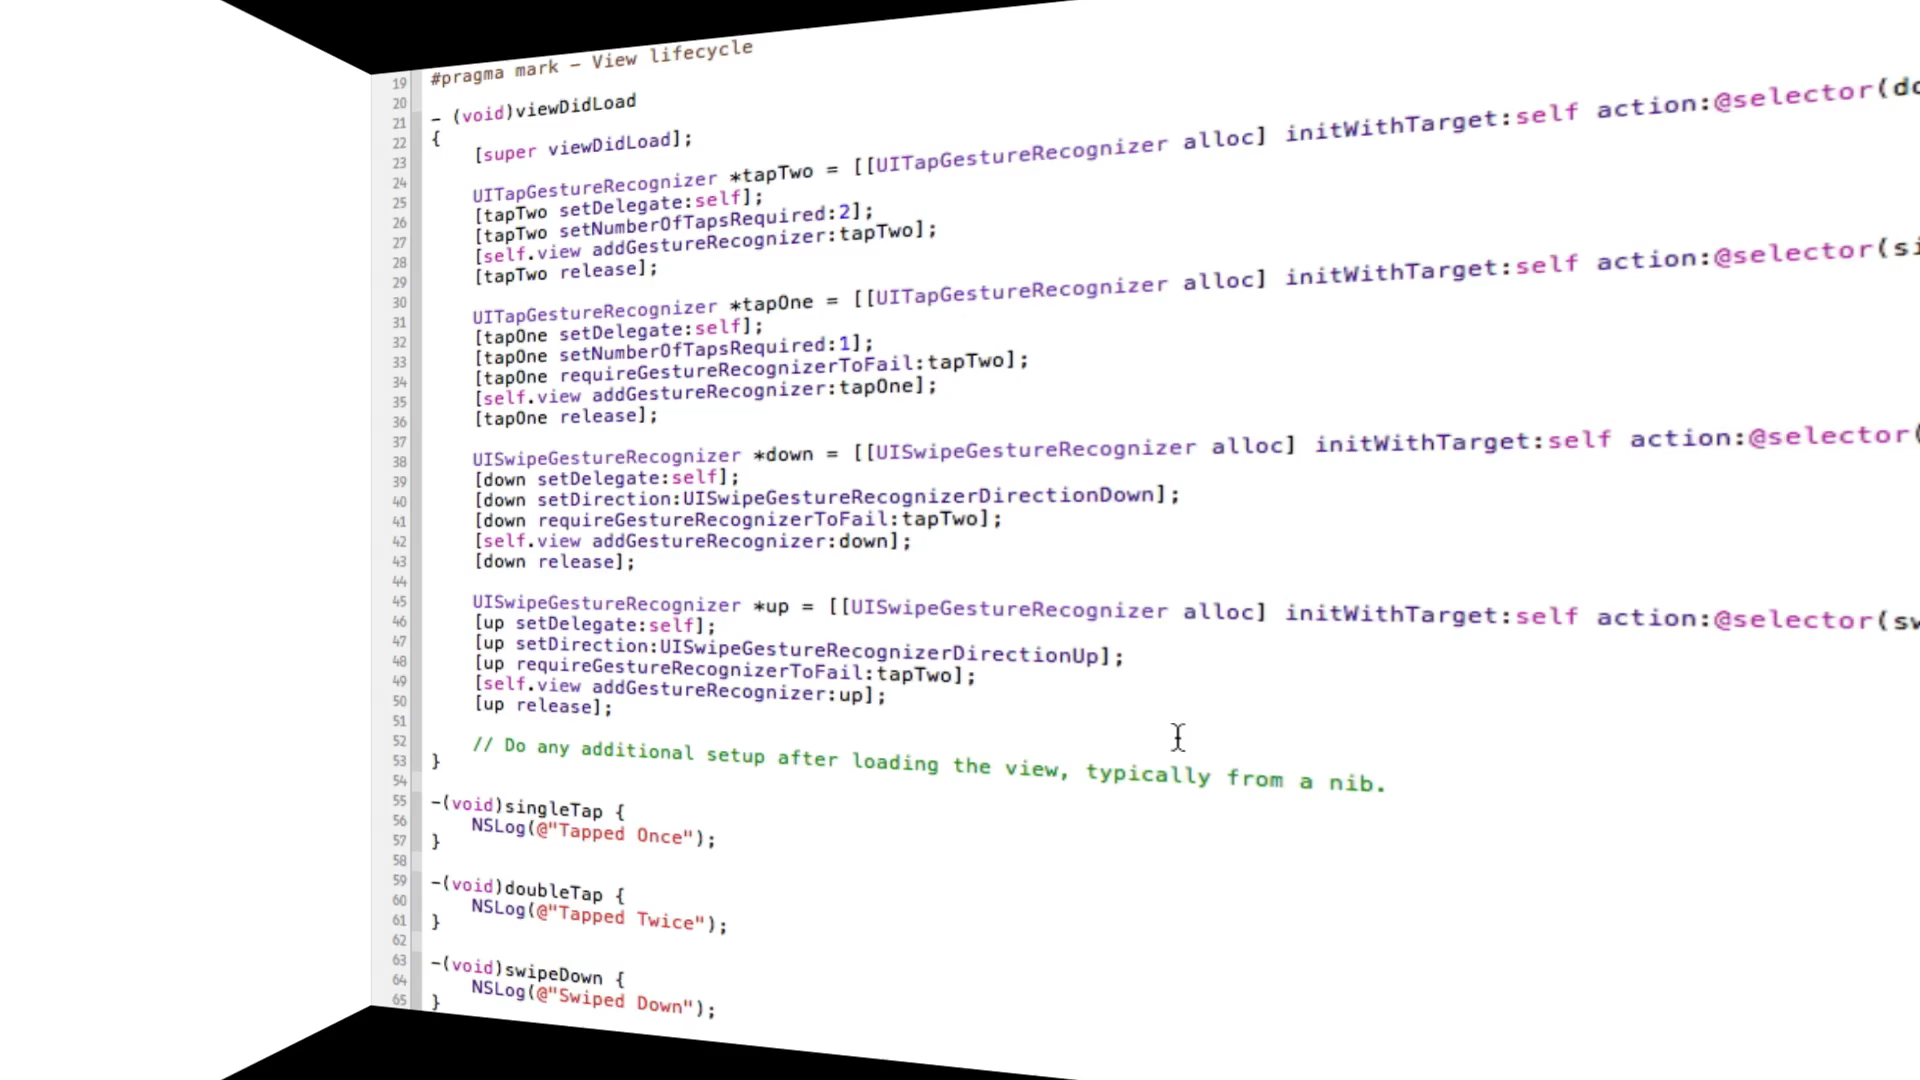 19 #pragma mark – View lifecycle
20
21 – (void)viewDidLoad
22 {
23 [super viewDidLoad];
24
25 UITapGestureRecognizer *tapTwo = [[UITapGestureRecognizer alloc] initWithTarget:self action:@selector(do
26 [tapTwo setDelegate:self];
27 [tapTwo setNumberOfTapsRequired:2];
28 [self.view addGestureRecognizer:tapTwo];
29 [tapTwo release];
30
31 UITapGestureRecognizer *tapOne = [[UITapGestureRecognizer alloc] initWithTarget:self action:@selector(si
32 [tapOne setDelegate:self];
33 [tapOne setNumberOfTapsRequired:1];
34 [tapOne requireGestureRecognizerToFail:tapTwo];
35 [self.view addGestureRecognizer:tapOne];
36 [tapOne release];
37
38 UISwipeGestureRecognizer *down = [[UISwipeGestureRecognizer alloc] initWithTarget:self action:@selector(
39 [down setDelegate:self];
40 [down setDirection:UISwipeGestureRecognizerDirectionDown];
41 [down requireGestureRecognizerToFail:tapTwo];
42 [self.view addGestureRecognizer:down];
43 [down release];
44
45 UISwipeGestureRecognizer *up = [[UISwipeGestureRecognizer alloc] initWithTarget:self action:@selector(sw
46 [up setDelegate:self];
47 [up setDirection:UISwipeGestureRecognizerDirectionUp];
48 [up requireGestureRecognizerToFail:tapTwo];
49 [self.view addGestureRecognizer:up];
50 [up release];
51
52 // Do any additional setup after loading the view, typically from a nib.
53 }
54
55 –(void)singleTap {
56 NSLog(@"Tapped Once");
57 }
58
59 –(void)doubleTap {
60 NSLog(@"Tapped Twice");
61 }
62
63 –(void)swipeDown {
64 NSLog(@"Swiped Down");
65 }